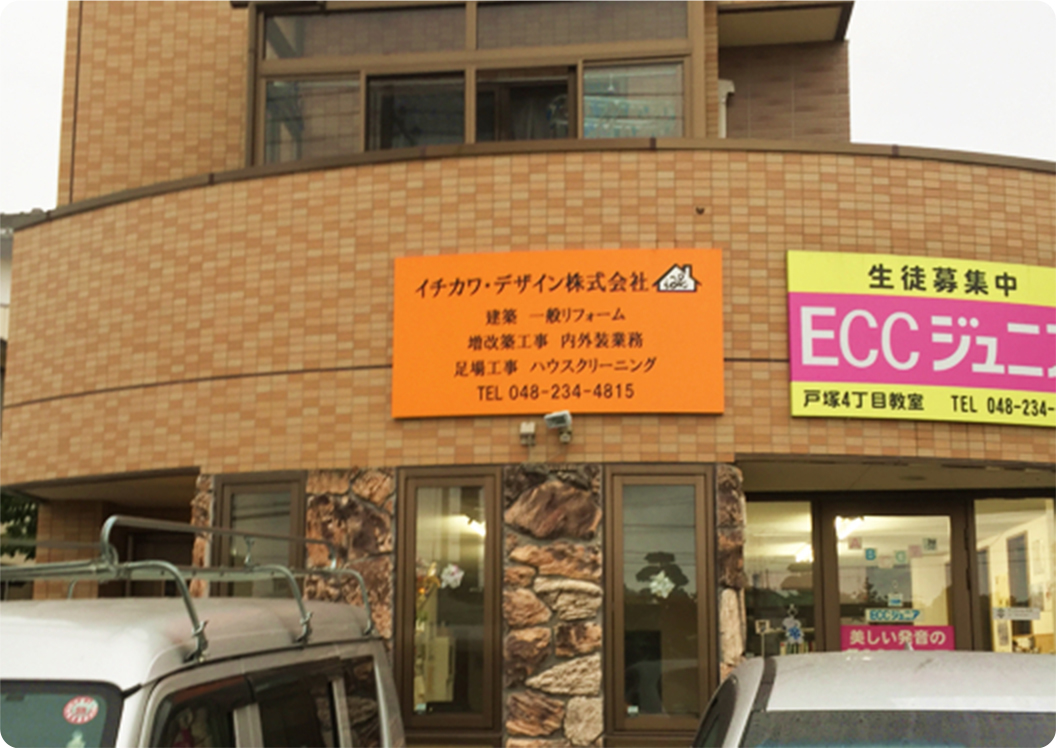 イチカワ・デザイン株式会社
建築 一般リフォーム
増改築工事 内外装業務
足場工事 ハウスクリーニング
TEL 048-234-4815
生徒募集中
ECCジュニア
戸塚4丁目教室 TEL 048-234-
ECCジュニア
美しい発音の